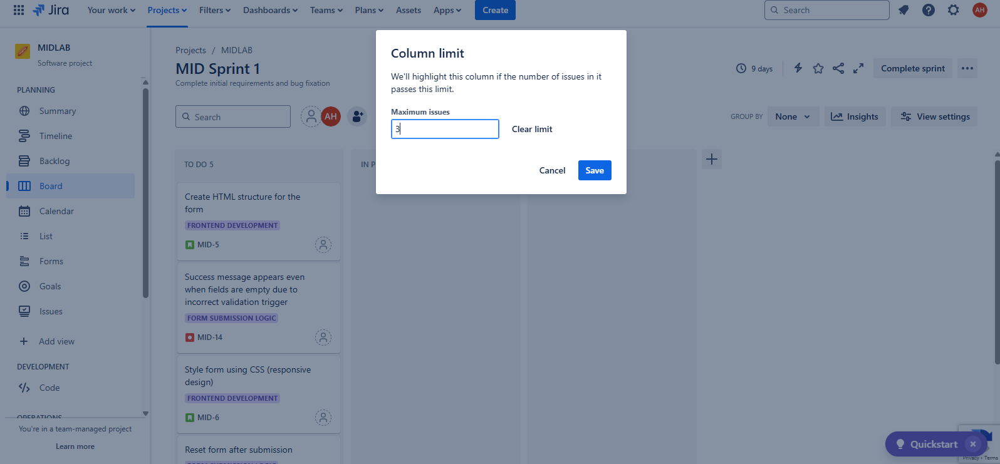 Jira
Your work
Projects
Filters
Dashboards
Teams
Plans
Assets
Apps
Create
Search
AH
MIDLAB
Software project
PLANNING
Summary
Timeline
Backlog
Board
Calendar
List
Forms
Goals
Issues
Add view
DEVELOPMENT
Code
OPERATIONS
You're in a team-managed project
Learn more
Projects / MIDLAB
MID Sprint 1
Complete initial requirements and bug fixation
9 days
Complete sprint
Search
AH
GROUP BY
None
Insights
View settings
TO DO 5
IN P
Create HTML structure for the
form
FRONTEND DEVELOPMENT
MID-5
Success message appears even
when fields are empty due to
incorrect validation trigger
FORM SUBMISSION LOGIC
MID-14
Style form using CSS (responsive
design)
FRONTEND DEVELOPMENT
MID-6
Reset form after submission
FORM SUBMISSION LOGIC
Column limit
We'll highlight this column if the number of issues in it
passes this limit.
Maximum issues
3
Clear limit
Cancel
Save
Quickstart
Privacy - Terms